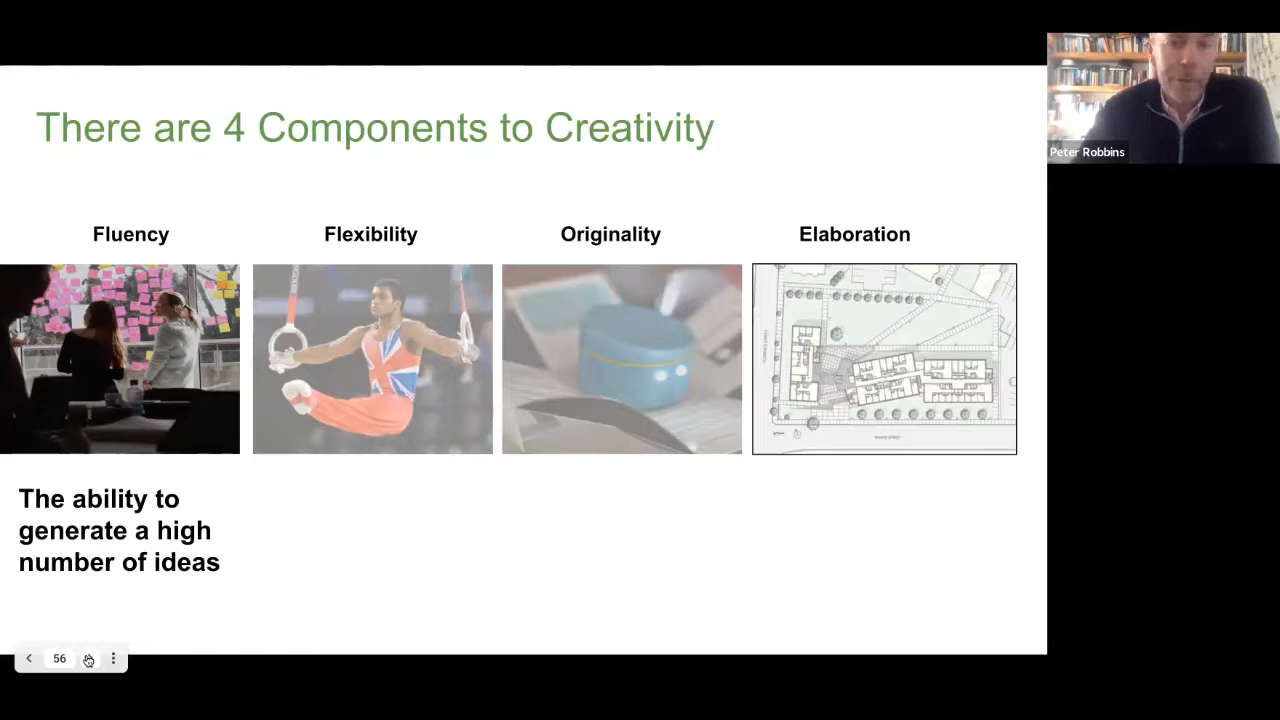 There are 4 Components to Creativity
Peter Robbins
Fluency
Flexibility
Originality
Elaboration
The ability to
generate a high
number of ideas
56